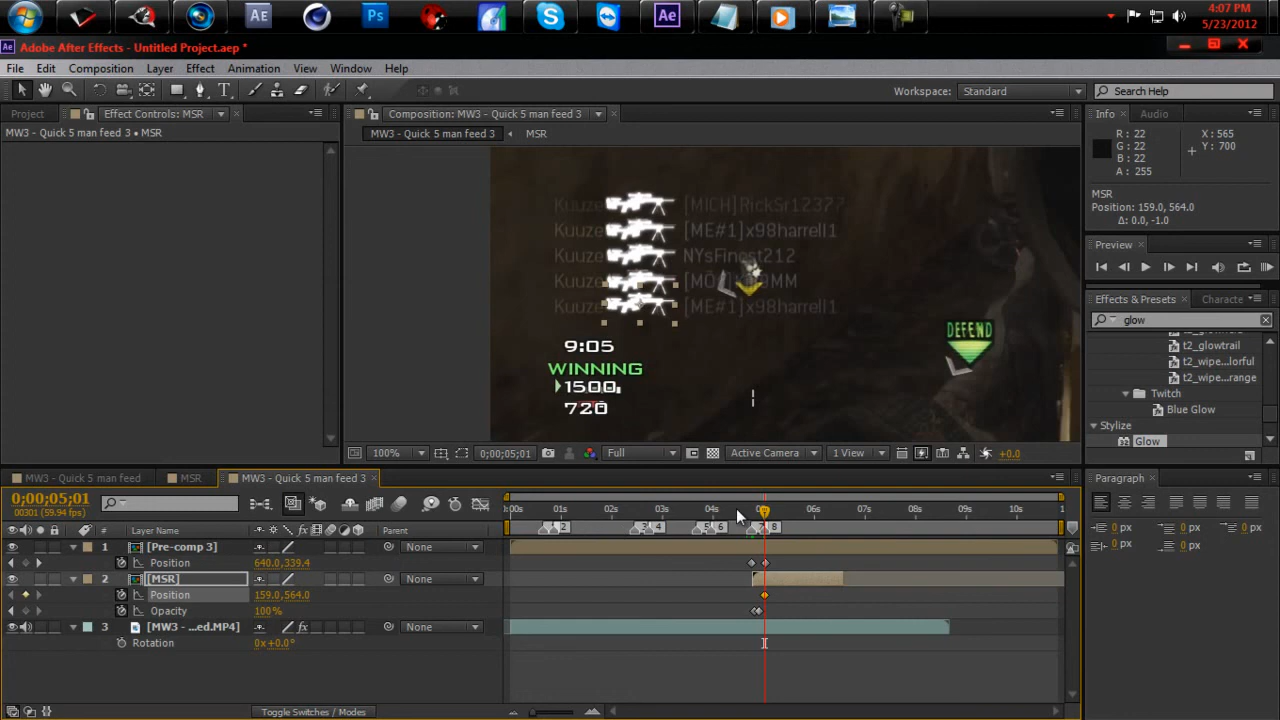 4:07 PM
5/23/2012
Adobe After Effects - Untitled Project.aep *
File Edit Composition Layer Effect Animation View Window Help
Workspace: Standard
Search Help
Project Effect Controls: MSR
Composition: MW3 - Quick 5 man feed 3
Info Audio
MW3 - Quick 5 man feed 3 • MSR
MW3 - Quick 5 man feed 3 MSR
R : 22
G : 22
B : 22
A : 255
X : 565
Y : 700
MSR
Position: 159.0, 564.0
Δ: 0.0, -1.0
Preview
Effects & Presets Characte
glow
t2_glowtrail
t2_wipe...lorful
t2_wipe...range
Twitch
Blue Glow
Stylize
Glow
Kuuze [MICH]RickSr12377
Kuuze [ME#1]x98harrell1
Kuuze NYsFinest212
Kuuze
Kuuze [ME#1]x98harrell1
DEFEND
9:05
WINNING
1500
720
100% 0;00;05;01 Full Active Camera 1 View +0.0
MW3 - Quick 5 man feed MSR MW3 - Quick 5 man feed 3
Paragraph
0;00;05;01
00301 (59.94 fps)
:00s 01s 02s 04s 06s 07s 08s 09s 10s
# Layer Name Parent
2 4 5 6 7 8
1 [Pre-comp 3] None
Position 640.0,339.4
2 [MSR] None
Position 159.0,564.0
Opacity 100%
3 [MW3 - ...ed.MP4] None
Rotation 0x+0.0°
0 px 0 px
0 px 0 px
0 px
Toggle Switches / Modes